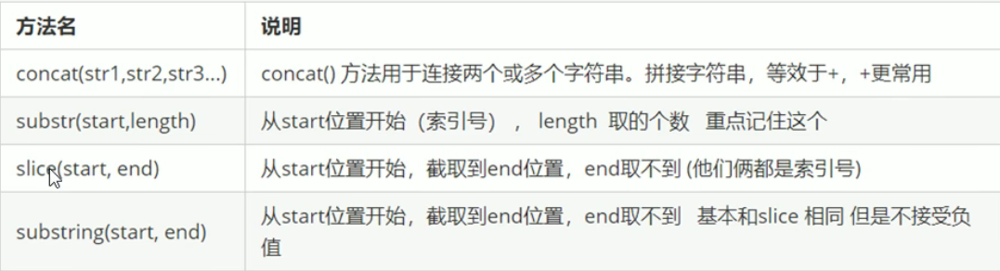 方法名 说明
concat(str1,str2,str3...) concat() 方法用于连接两个或多个字符串。拼接字符串，等效于+，+更常用
substr(start,length) 从start位置开始（索引号） ， length 取的个数 重点记住这个
slice(start, end) 从start位置开始，截取到end位置，end取不到 (他们俩都是索引号)
substring(start, end) 从start位置开始，截取到end位置，end取不到 基本和slice 相同 但是不接受负
值